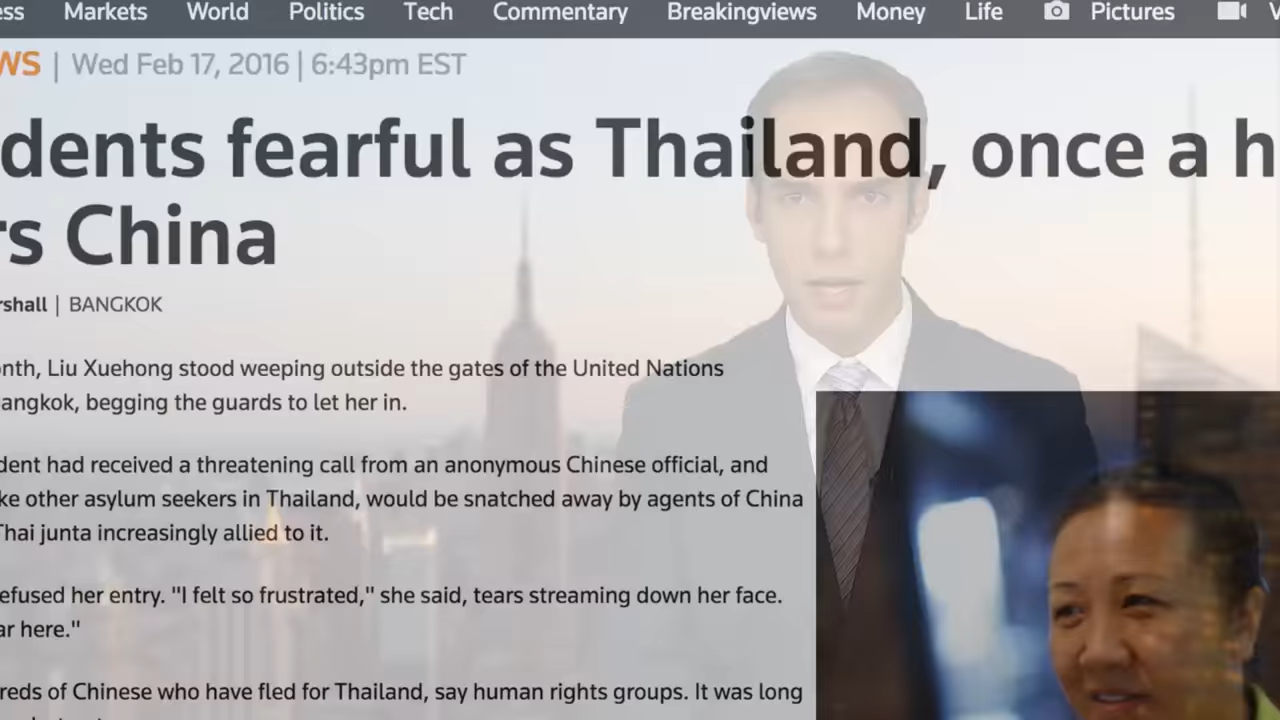 ess Markets World Politics Tech Commentary Breakingviews Money Life Pictures V
WS | Wed Feb 17, 2016 | 6:43pm EST
dents fearful as Thailand, once a h
rs China
rshall | BANGKOK
onth, Liu Xuehong stood weeping outside the gates of the United Nations
angkok, begging the guards to let her in.
dent had received a threatening call from an anonymous Chinese official, and
ke other asylum seekers in Thailand, would be snatched away by agents of China
Thai junta increasingly allied to it.
efused her entry. "I felt so frustrated," she said, tears streaming down her face.
ar here."
reds of Chinese who have fled for Thailand, say human rights groups. It was long